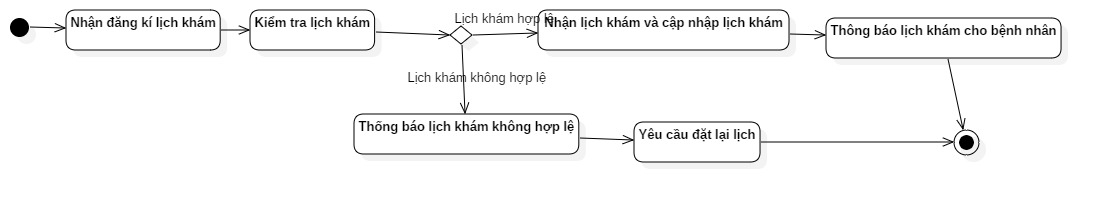 Nhận đăng kí lịch khám
Kiểm tra lịch khám
Lịch khám hợp lệ
Nhận lịch khám và cập nhập lịch khám
Thông báo lịch khám cho bệnh nhân
Lịch khám không hợp lệ
Thống báo lịch khám không hợp lệ
Yêu cầu đặt lại lịch